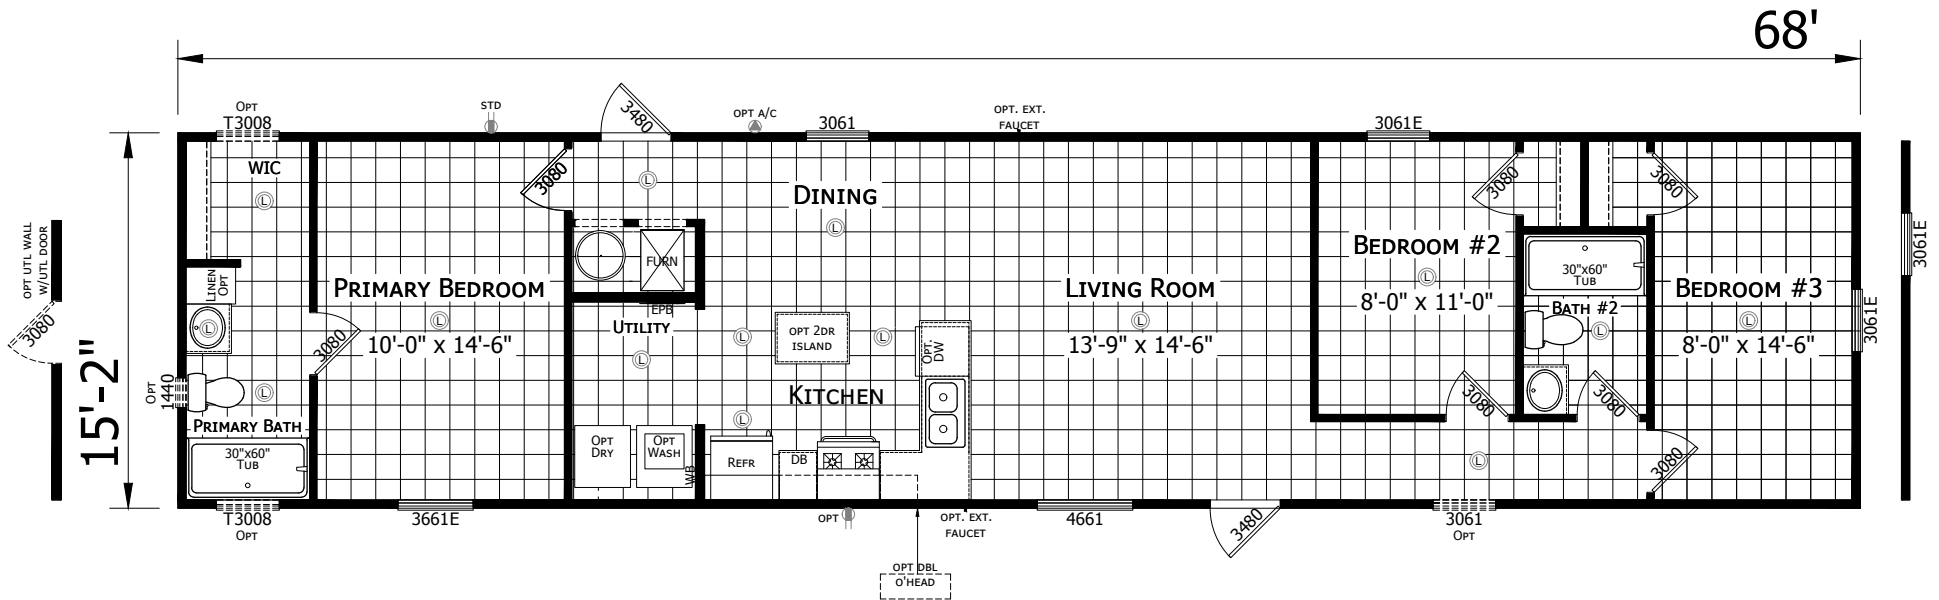 68'
15'-2"
OPT
T3008
STD
3480
OPT A/C
3061
OPT. EXT.
FAUCET
3061E
WIC
L
3080
L
DINING
L
3080
3080
OPT UTL WALL
W/UTL DOOR
3080
LINEN
OPT
L
PRIMARY BEDROOM
L
10'-0" x 14'-6"
3080
FURN
EPB
UTILITY
L
L
OPT 2DR
ISLAND
L
OPT.
DW
KITCHEN
L
LIVING ROOM
L
13'-9" x 14'-6"
BEDROOM #2
L
8'-0" x 11'-0"
30"x60"
TUB
BATH #2
L
BEDROOM #3
L
8'-0" x 14'-6"
3061E
3061E
OPT
1440
L
PRIMARY BATH
30"x60"
TUB
OPT
DRY
OPT
WASH
WB
REFR
DB
3080
3080
L
3080
T3008
OPT
3661E
OPT
OPT. EXT.
FAUCET
4661
3480
3061
OPT
OPT DBL
O'HEAD